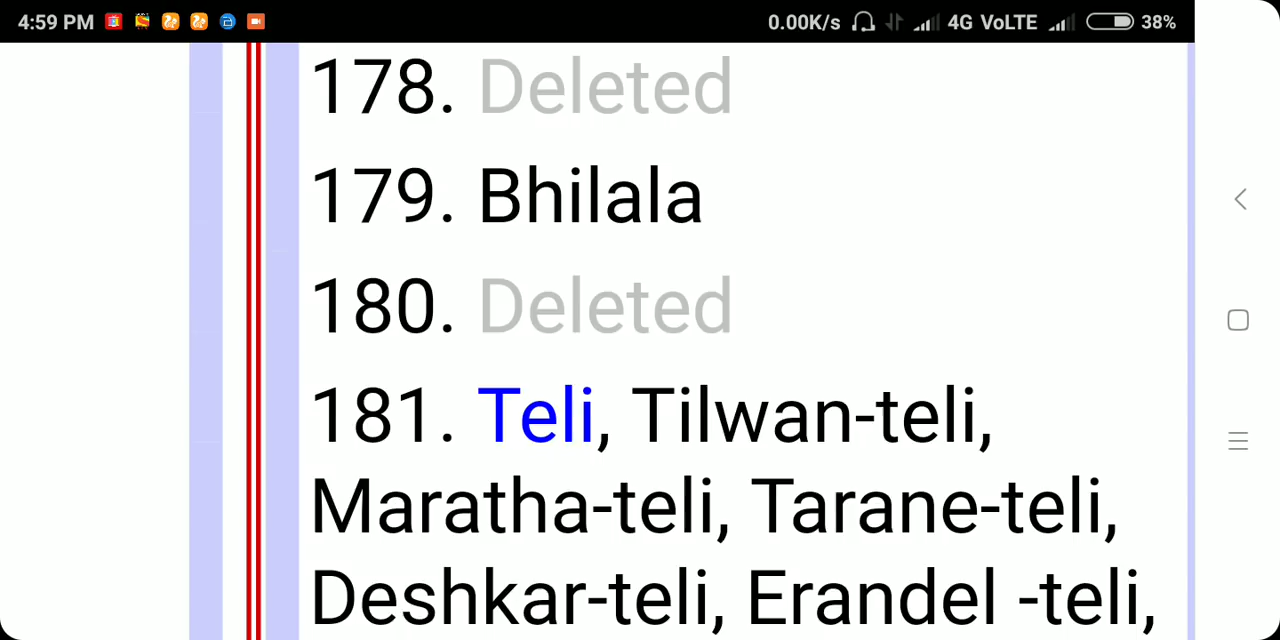 4:59 PM 0.00K/s 4G VoLTE 38%
178. Deleted
179. Bhilala
180. Deleted
181. Teli, Tilwan-teli,
Maratha-teli, Tarane-teli,
Deshkar-teli, Erandel -teli,